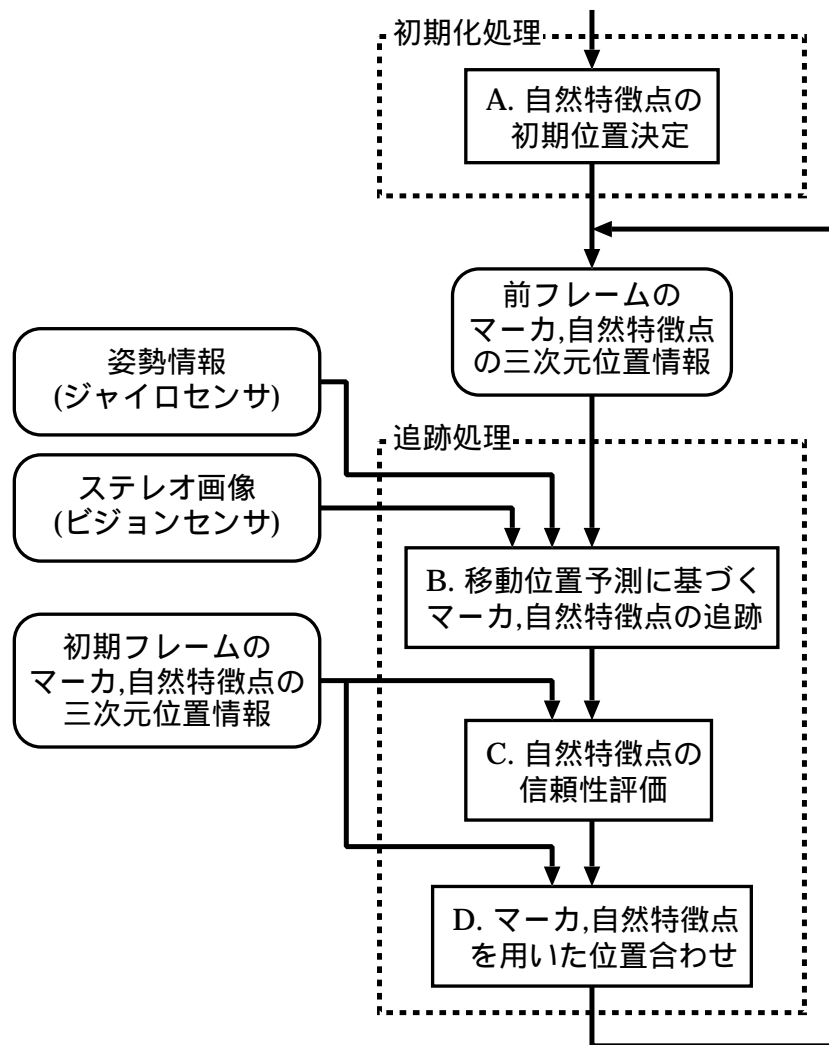 初期化処理
A. 自然特徴点の
初期位置決定
前フレームの
マーカ,自然特徴点
の三次元位置情報
姿勢情報
(ジャイロセンサ)
追跡処理
ステレオ画像
(ビジョンセンサ)
B. 移動位置予測に基づく
マーカ,自然特徴点の追跡
初期フレームの
マーカ,自然特徴点の
三次元位置情報
C. 自然特徴点の
信頼性評価
D. マーカ,自然特徴点
を用いた位置合わせ